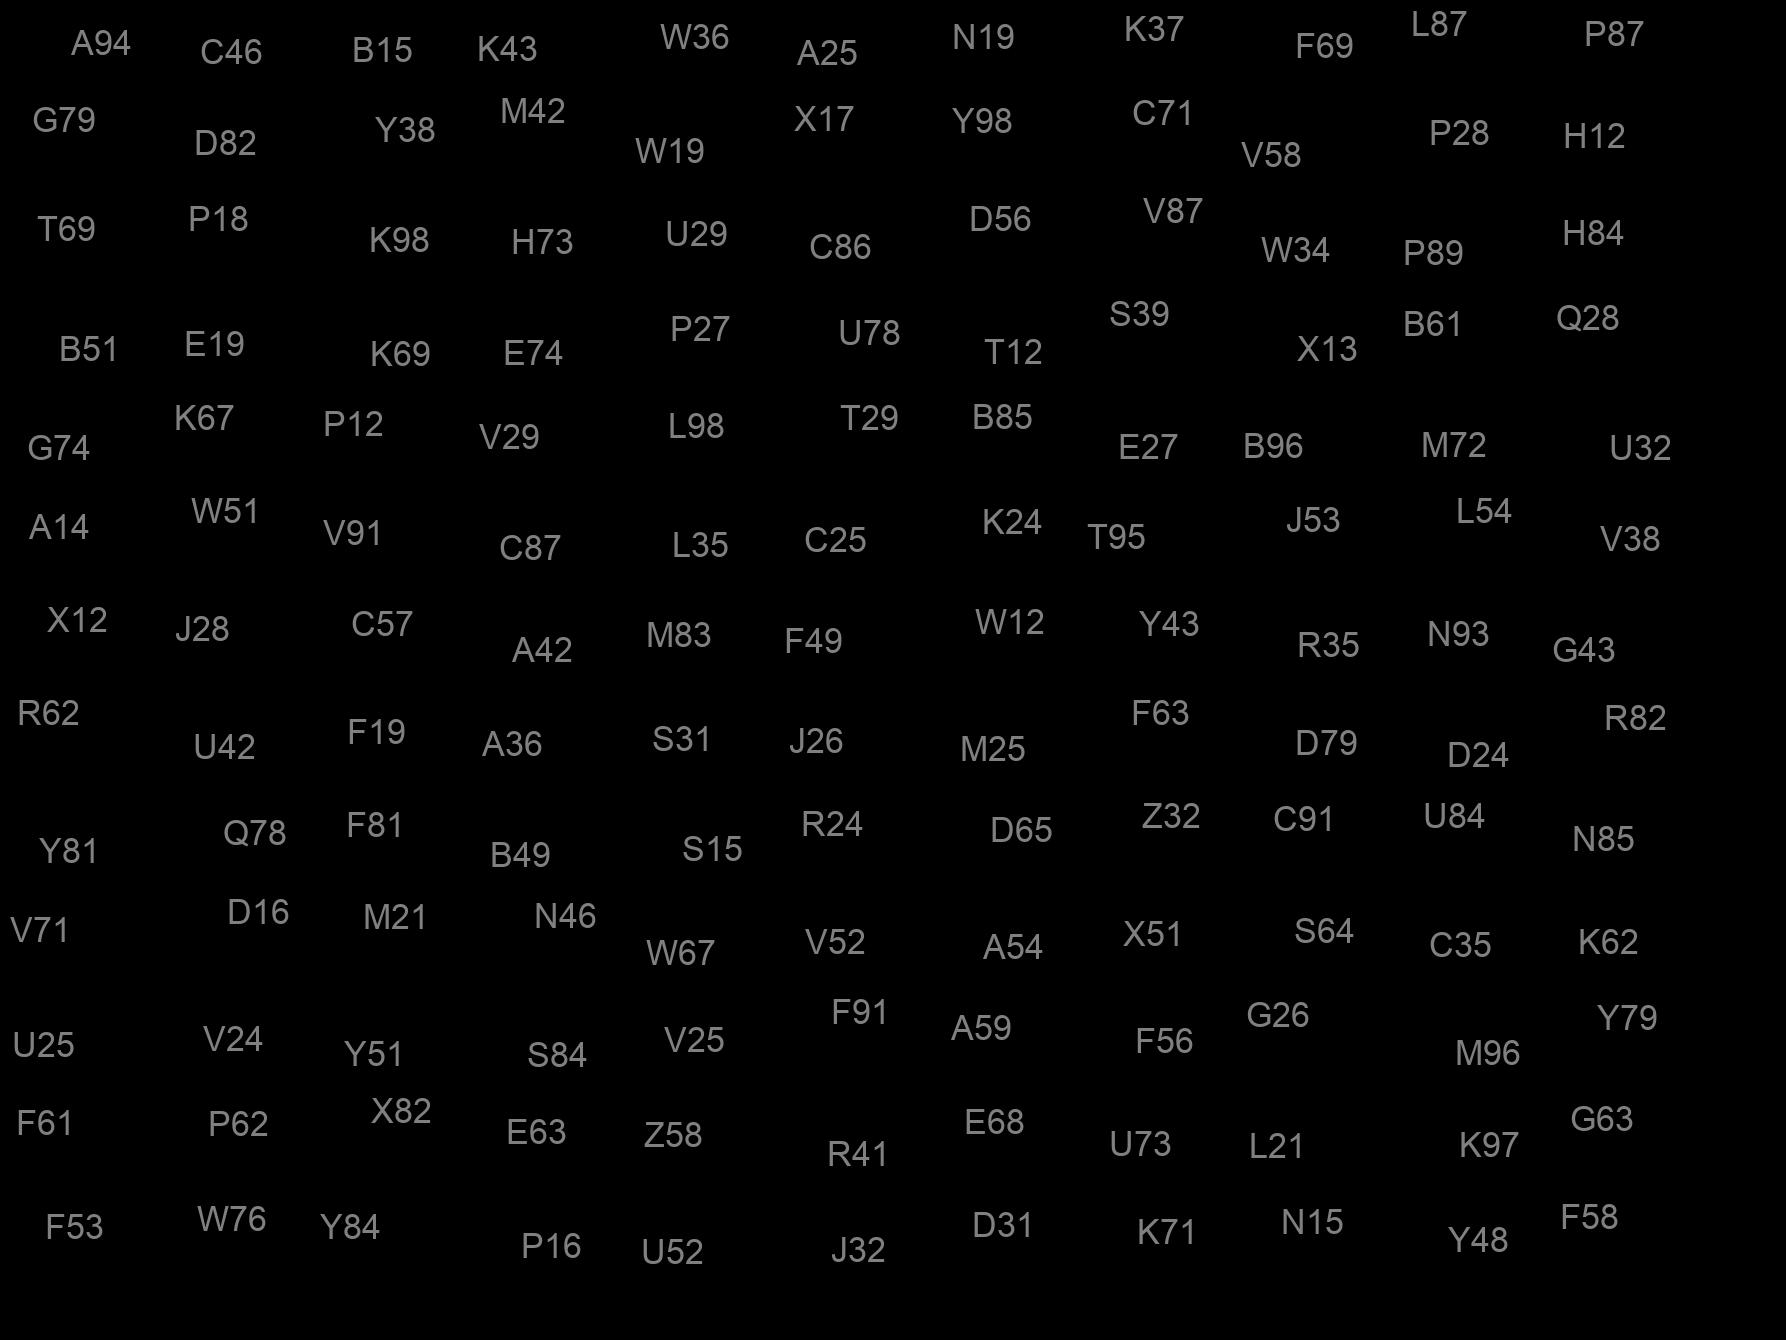 A94 C46 B15 K43 W36 A25 N19 K37 F69 L87 P87
G79 D82 Y38 M42 W19 X17 Y98 C71 V58 P28 H12
T69 P18 K98 H73 U29 C86 D56 V87 W34 P89 H84
B51 E19 K69 E74 P27 U78 T12 S39 X13 B61 Q28
G74 K67 P12 V29 L98 T29 B85 E27 B96 M72 U32
A14 W51 V91 C87 L35 C25 K24 T95 J53 L54 V38
X12 J28 C57 A42 M83 F49 W12 Y43 R35 N93 G43
R62 U42 F19 A36 S31 J26 M25 F63 D79 D24 R82
Y81 Q78 F81 B49 S15 R24 D65 Z32 C91 U84 N85
V71 D16 M21 N46 W67 V52 A54 X51 S64 C35 K62
U25 V24 Y51 S84 V25 F91 A59 F56 G26 M96 Y79
F61 P62 X82 E63 Z58 R41 E68 U73 L21 K97 G63
F53 W76 Y84 P16 U52 J32 D31 K71 N15 Y48 F58